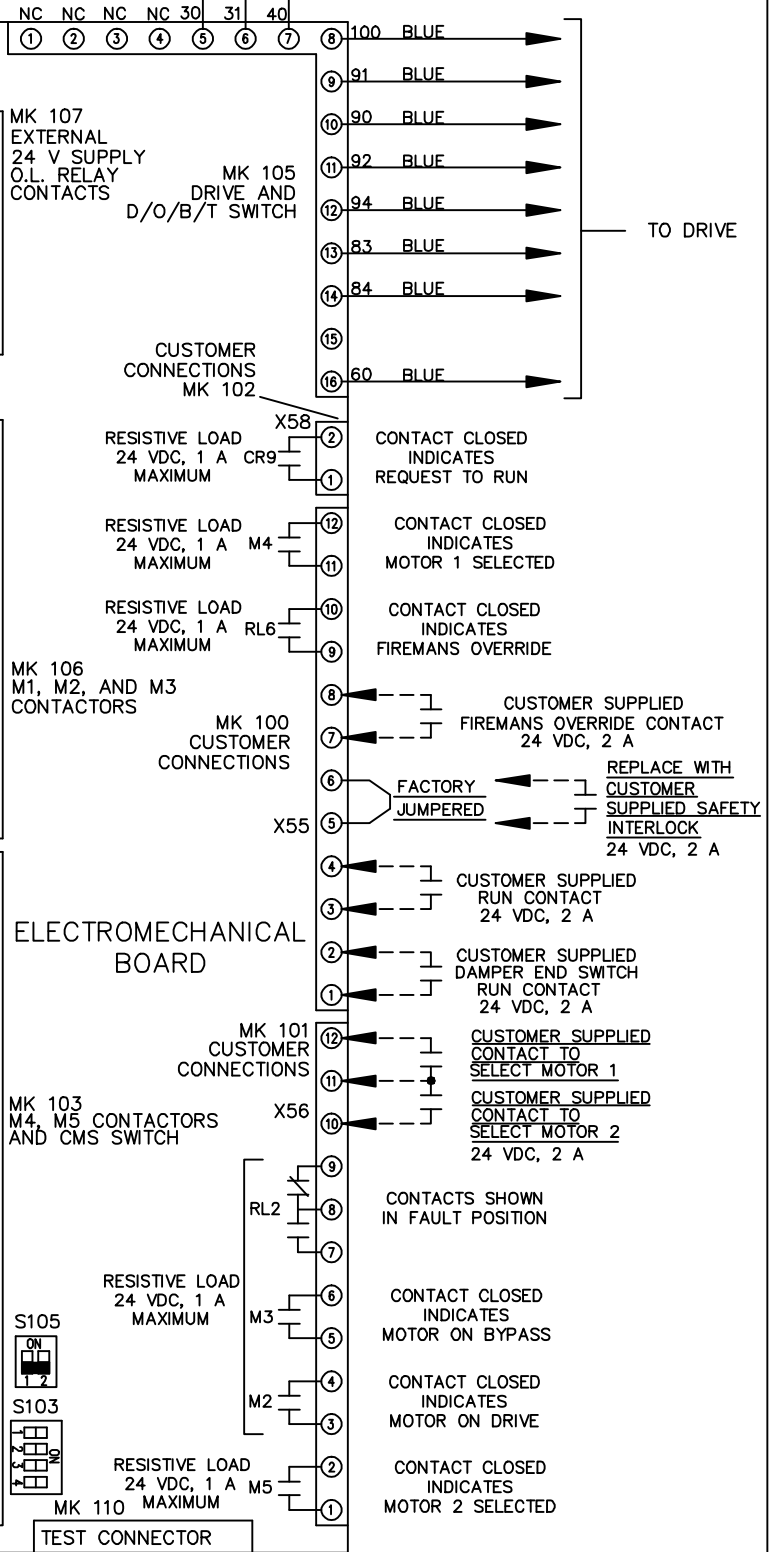 NC NC NC NC 30 31 40
1 2 3 4 5 6 7 8 100 BLUE
9 91 BLUE
10 90 BLUE
11 92 BLUE
12 94 BLUE
13 83 BLUE
14 84 BLUE
15
16 60 BLUE
TO DRIVE
MK 107
EXTERNAL
24 V SUPPLY
O.L. RELAY
CONTACTS
MK 105
DRIVE AND
D/O/B/T SWITCH
CUSTOMER
CONNECTIONS
MK 102
X58
RESISTIVE LOAD
24 VDC, 1 A
MAXIMUM
CR9
2
1
CONTACT CLOSED
INDICATES
REQUEST TO RUN
RESISTIVE LOAD
24 VDC, 1 A
MAXIMUM
M4
12
11
CONTACT CLOSED
INDICATES
MOTOR 1 SELECTED
RESISTIVE LOAD
24 VDC, 1 A
MAXIMUM
RL6
10
9
CONTACT CLOSED
INDICATES
FIREMANS OVERRIDE
MK 106
M1, M2, AND M3
CONTACTORS
MK 100
CUSTOMER
CONNECTIONS
8
7
CUSTOMER SUPPLIED
FIREMANS OVERRIDE CONTACT
24 VDC, 2 A
X55
6
5
FACTORY
JUMPERED
REPLACE WITH
CUSTOMER
SUPPLIED SAFETY
INTERLOCK
24 VDC, 2 A
4
3
CUSTOMER SUPPLIED
RUN CONTACT
24 VDC, 2 A
ELECTROMECHANICAL
BOARD
2
1
CUSTOMER SUPPLIED
DAMPER END SWITCH
RUN CONTACT
24 VDC, 2 A
MK 101
CUSTOMER
CONNECTIONS
X56
12
11
10
CUSTOMER SUPPLIED
CONTACT TO
SELECT MOTOR 1
CUSTOMER SUPPLIED
CONTACT TO
SELECT MOTOR 2
24 VDC, 2 A
MK 103
M4, M5 CONTACTORS
AND CMS SWITCH
RL2
9
8
7
CONTACTS SHOWN
IN FAULT POSITION
RESISTIVE LOAD
24 VDC, 1 A
MAXIMUM
M3
6
5
CONTACT CLOSED
INDICATES
MOTOR ON BYPASS
M2
4
3
CONTACT CLOSED
INDICATES
MOTOR ON DRIVE
S105
ON
1 2
S103
1
2
3
4
ON
RESISTIVE LOAD
24 VDC, 1 A
MAXIMUM
M5
2
1
CONTACT CLOSED
INDICATES
MOTOR 2 SELECTED
MK 110
TEST CONNECTOR